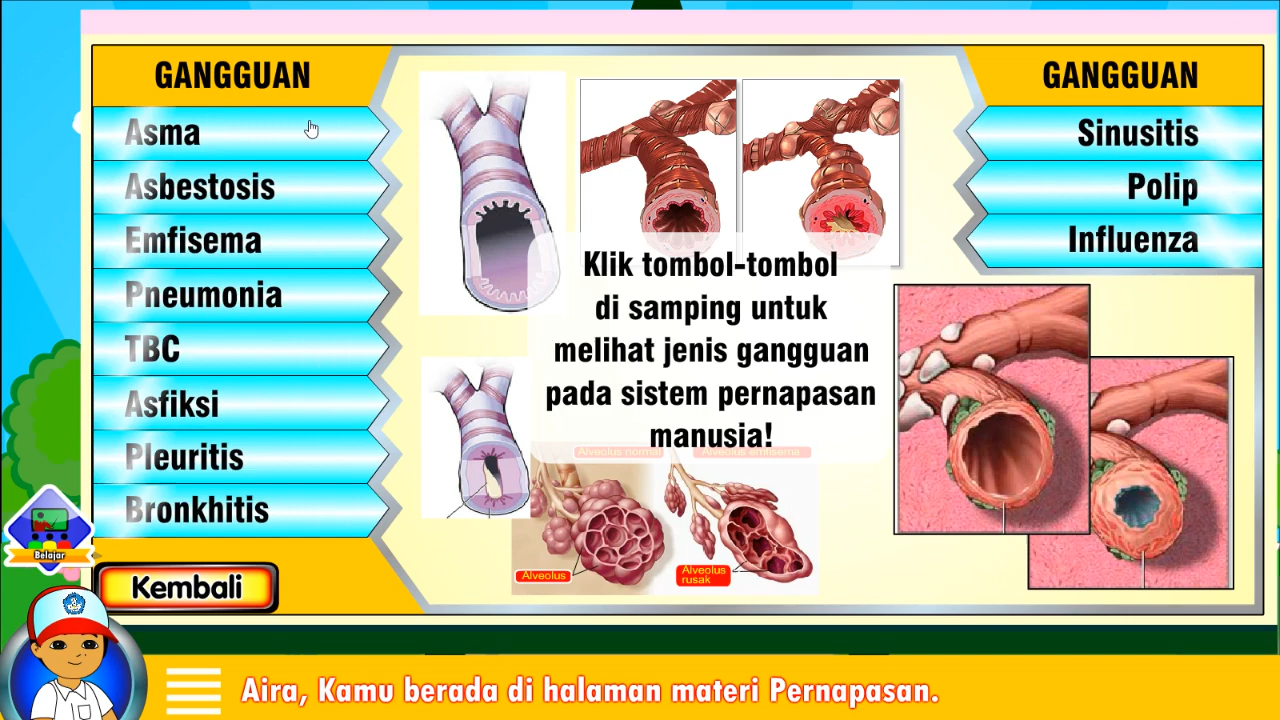 GANGGUAN
Asma
Asbestosis
Emfisema
Pneumonia
TBC
Asfiksi
Pleuritis
Bronkhitis
Kembali
Belajar
Klik tombol-tombol
di samping untuk
melihat jenis gangguan
pada sistem pernapasan
manusia!
Alveolus normal
Alveolus emfisema
Alveolus
Alveolus
rusak
GANGGUAN
Sinusitis
Polip
Influenza
Aira, Kamu berada di halaman materi Pernapasan.